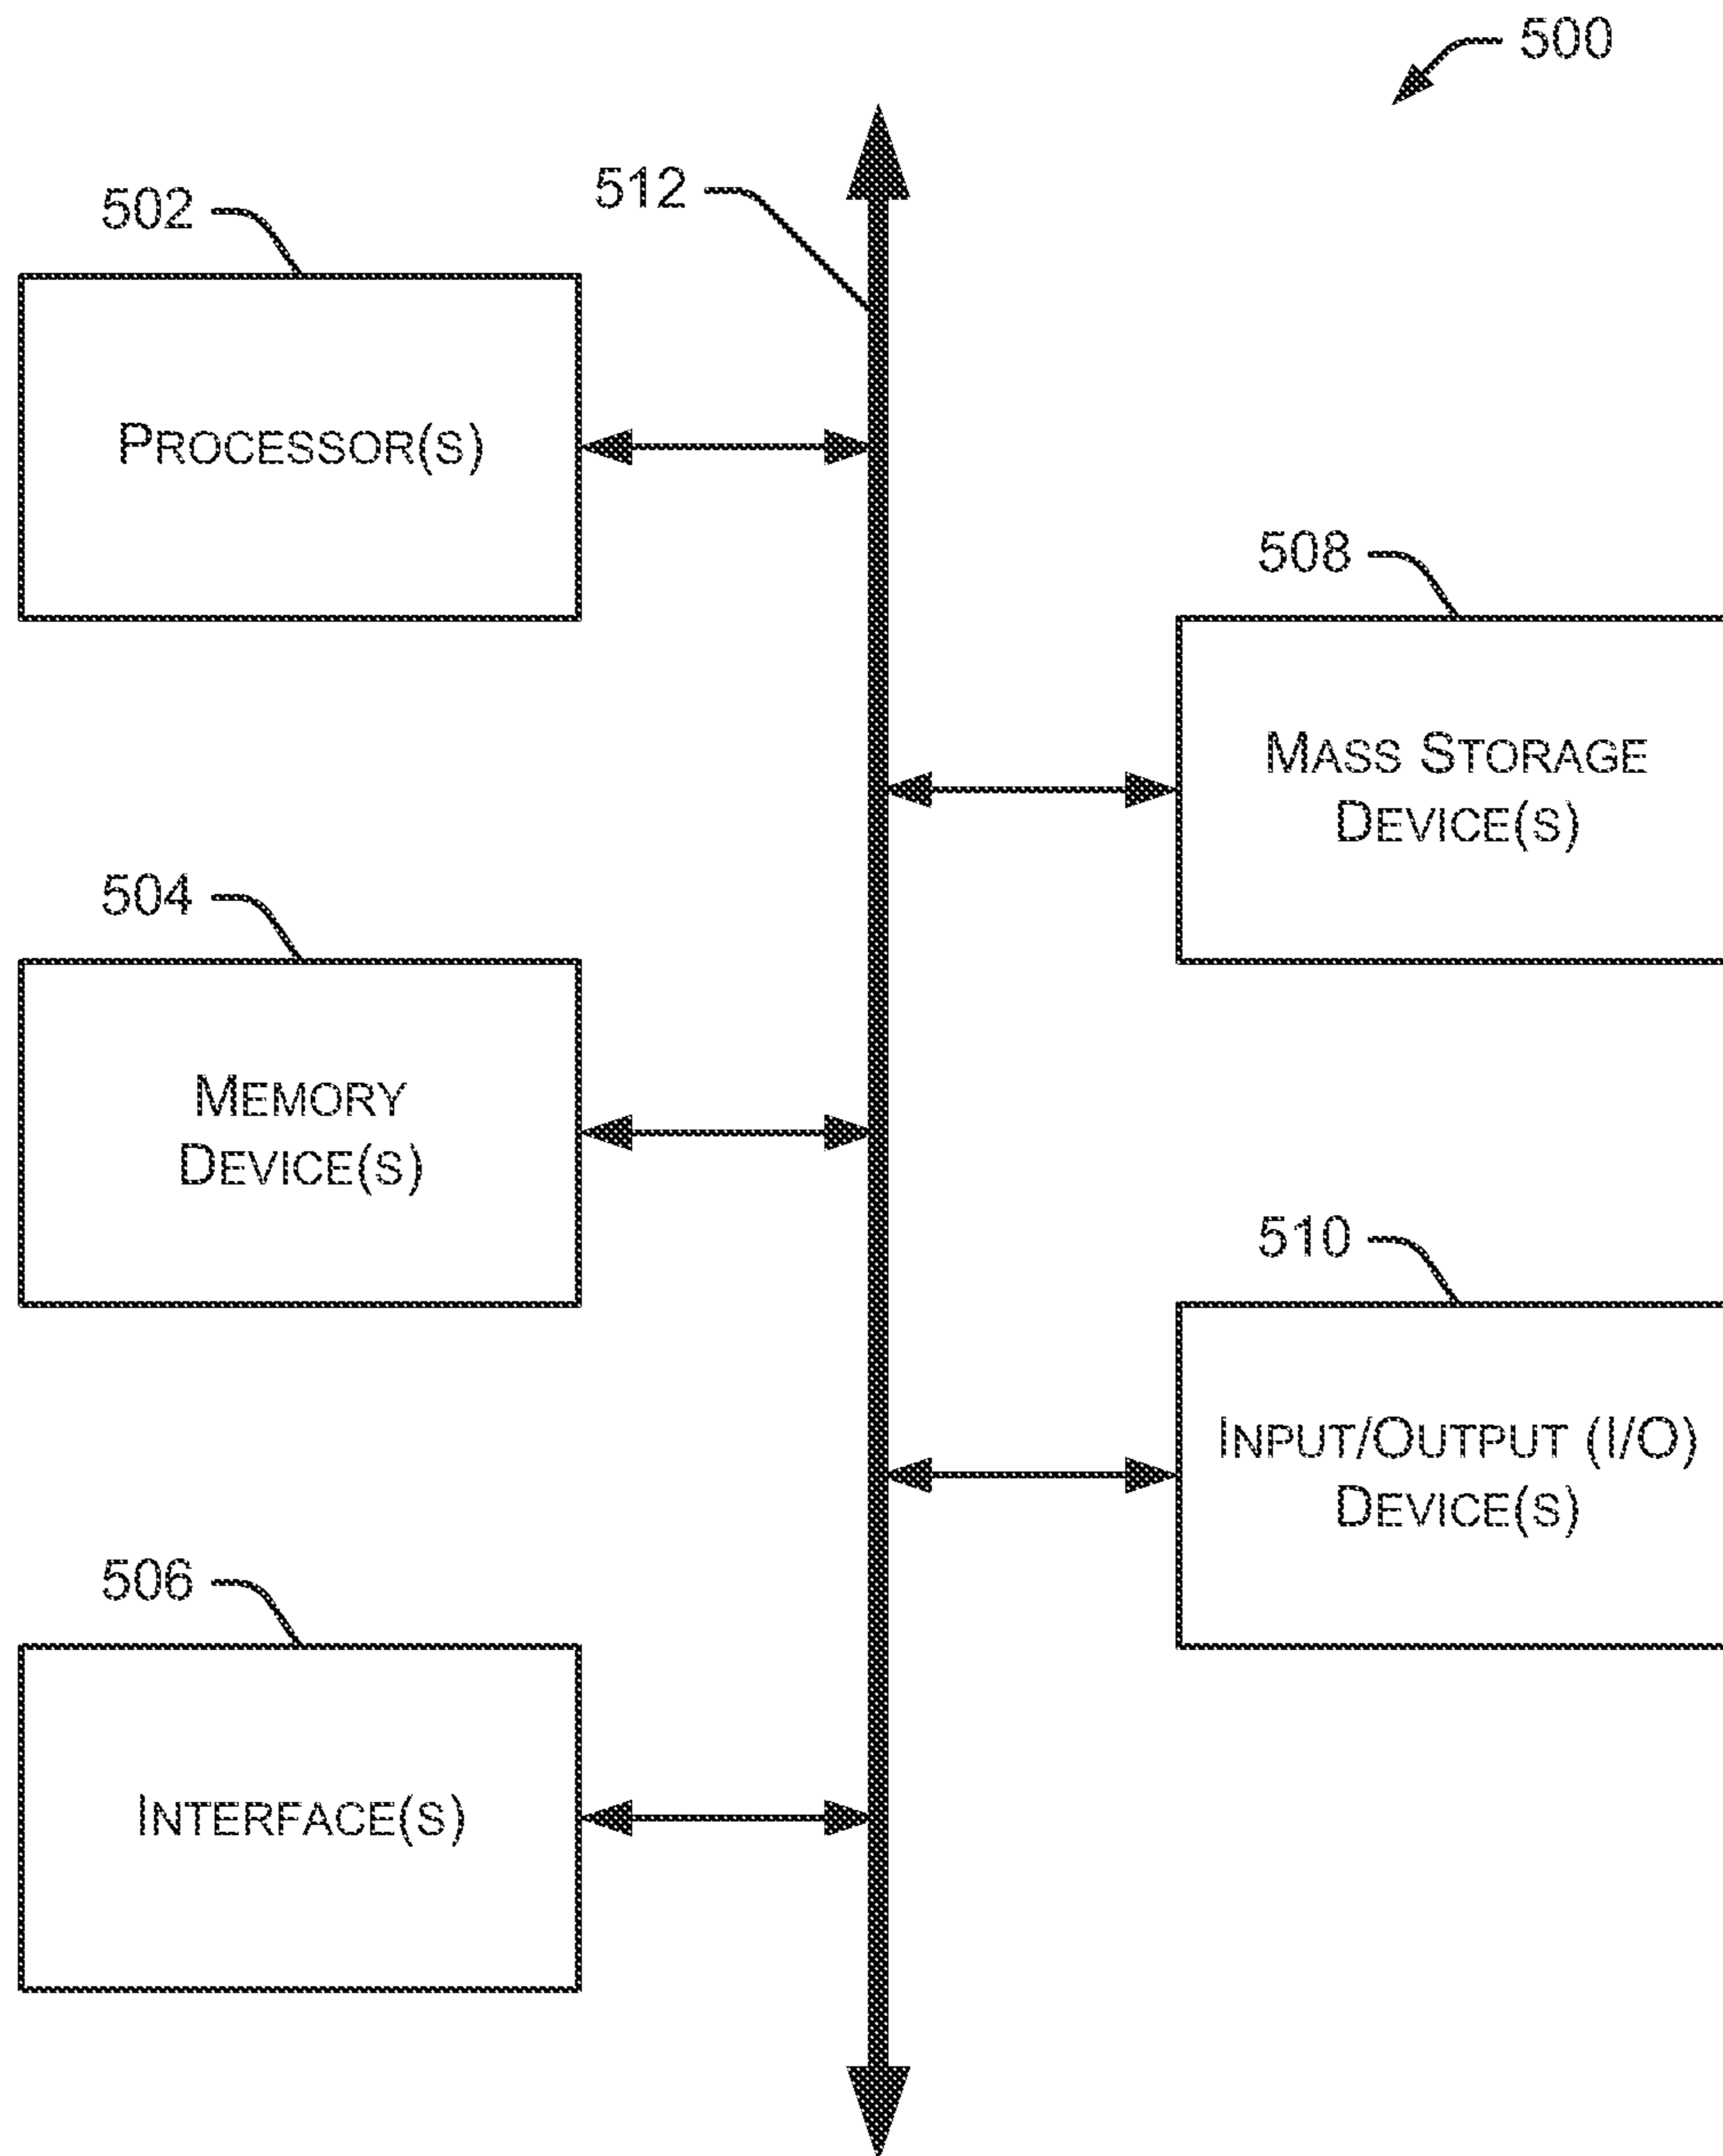 500
512
502
PROCESSOR(S)
508
MASS STORAGE
DEVICE(S)
504
MEMORY
DEVICE(S)
510
INPUT/OUTPUT (I/O)
DEVICE(S)
506
INTERFACE(S)